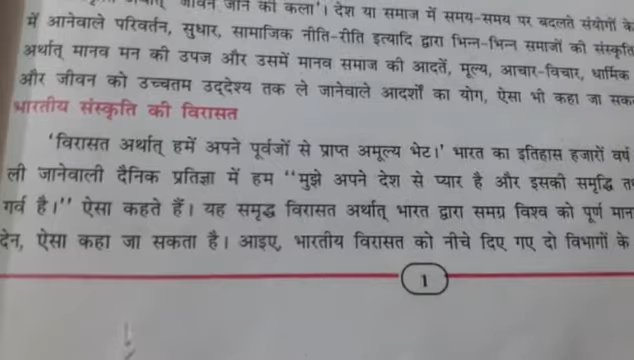 जीवन जीने की कला'। देश या समाज में समय-समय पर बदलते संयोगों के
में आनेवाले परिवर्तन, सुधार, सामाजिक नीति-रीति इत्यादि द्वारा भिन्न-भिन्न समाजों की संस्कृति
अर्थात् मानव मन की उपज और उसमें मानव समाज की आदतें, मूल्य, आचार-विचार, धार्मिक
और जीवन को उच्चतम उद्देश्य तक ले जानेवाले आदर्शों का योग, ऐसा भी कहा जा
भारतीय संस्कृति की विरासत
'विरासत अर्थात् हमें अपने पूर्वजों से प्राप्त अमूल्य भेट।' भारत का इतिहास हजारों वर्ष
ली जानेवाली दैनिक प्रतिज्ञा में हम "मुझे अपने देश से प्यार है और इसकी समृद्धि
गर्व है।" ऐसा कहते हैं। यह समृद्ध विरासत अर्थात् भारत द्वारा समग्र विश्व को पूर्ण मान
देन, ऐसा कहा जा सकता है। आइए, भारतीय विरासत को नीचे दिए गए दो विभागों के
1